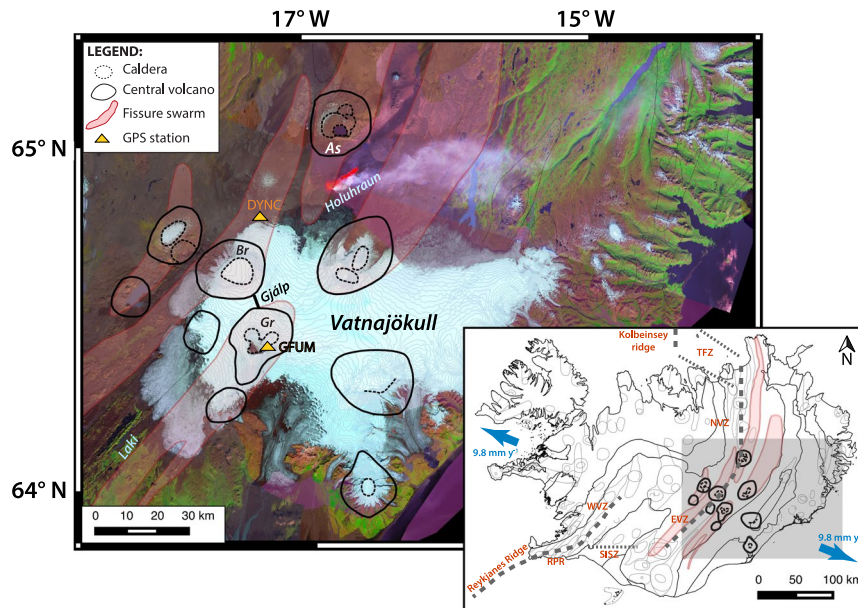 17° W
15° W
LEGEND:
Caldera
Central volcano
Fissure swarm
GPS station
65° N
As
Holuhraun
DYNC
Br
Gjálp
Gr
GFUM
Vatnajökull
Laki
64° N
0 10 20 30 km
Kolbeinsey
ridge
TFZ
N
NVZ
9.8 mm y⁻¹
WVZ
EVZ
9.8 mm y
SISZ
RPR
Reykjanes Ridge
0 50 100 km